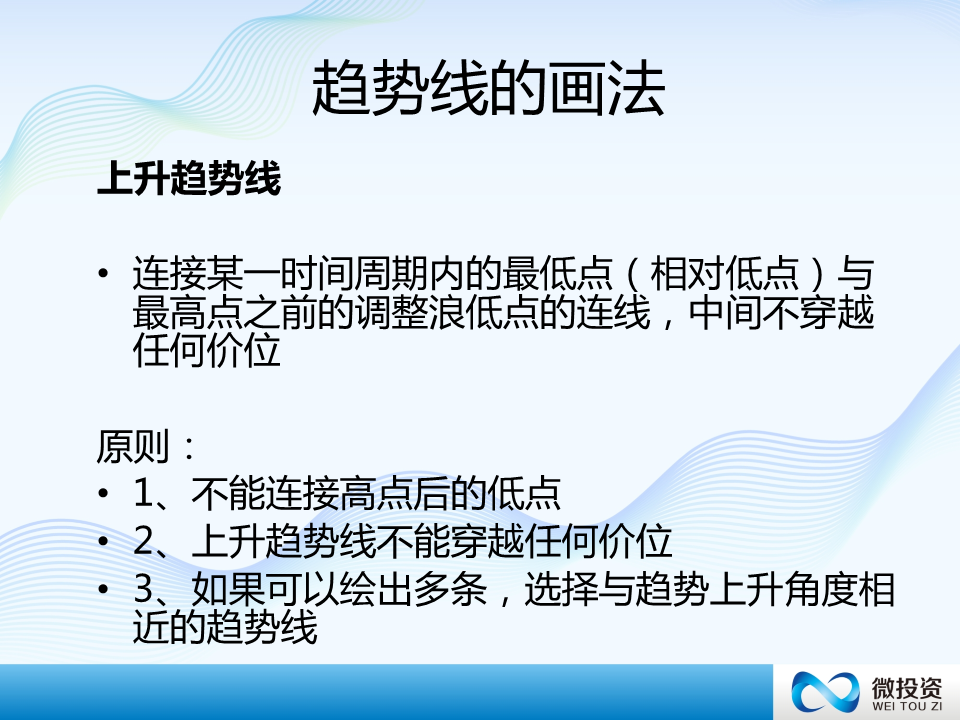 趋势线的画法
上升趋势线
• 连接某一时间周期内的最低点（相对低点）与
最高点之前的调整浪低点的连线，中间不穿越
任何价位
原则：
• 1、不能连接高点后的低点
• 2、上升趋势线不能穿越任何价位
• 3、如果可以绘出多条，选择与趋势上升角度相
近的趋势线
微投资
WEI TOU ZI